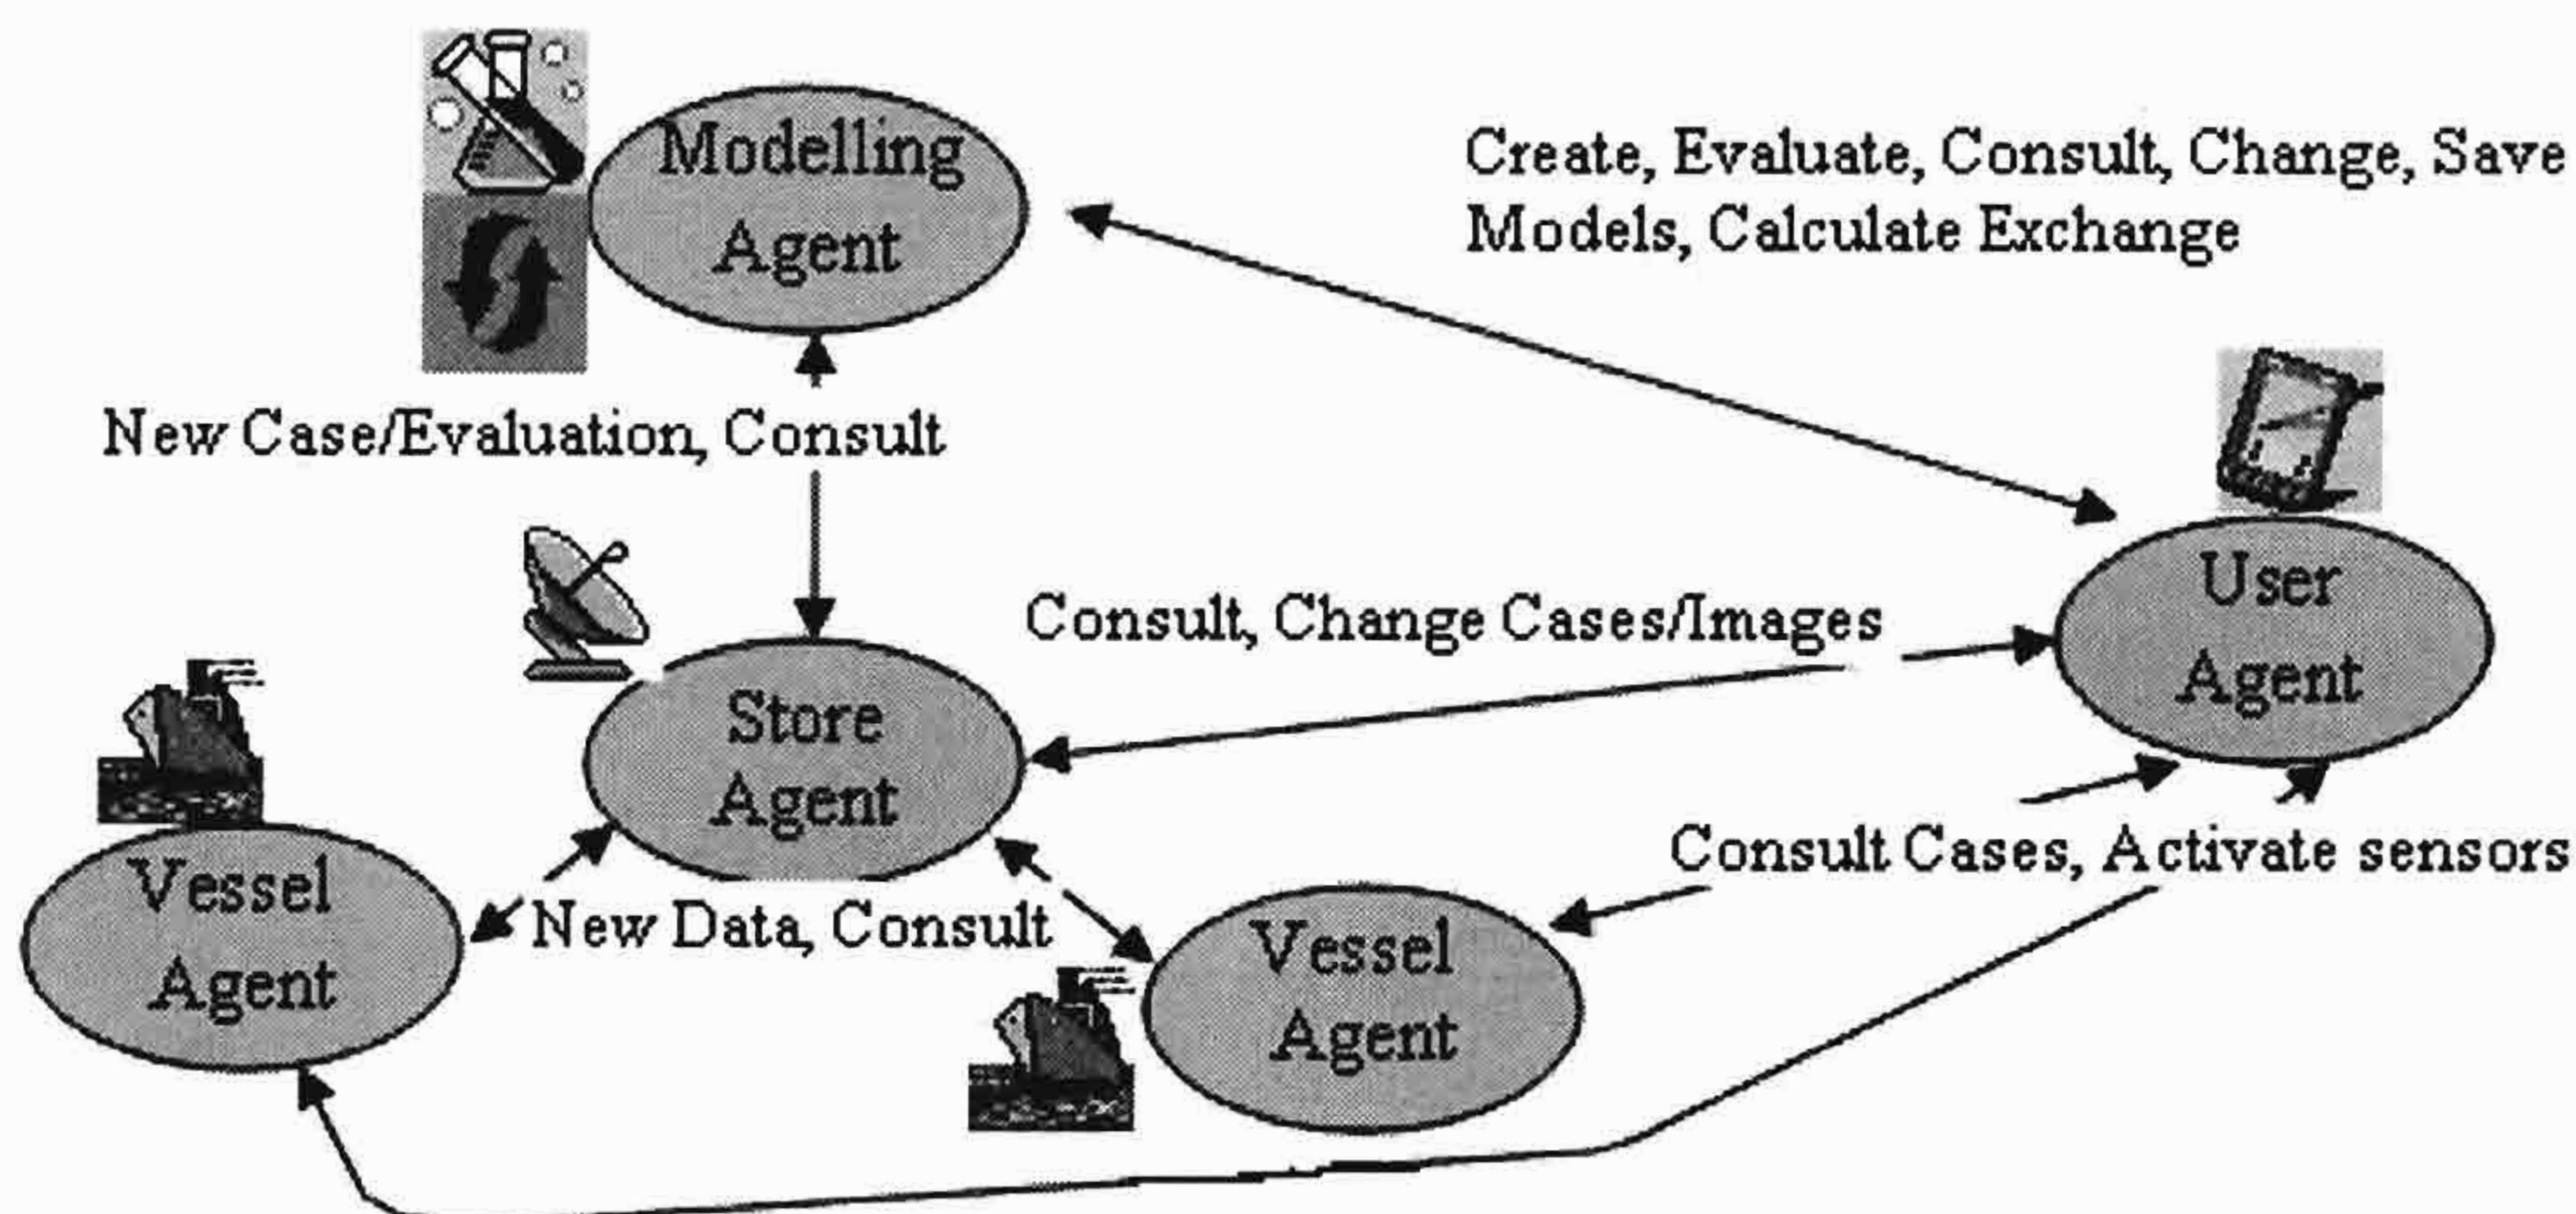 Modelling
Agent
Create, Evaluate, Consult, Change, Save
Models, Calculate Exchange
New Case/Evaluation, Consult
User
Agent
Consult, Change Cases/Images
Store
Agent
Consult Cases, Activate sensors
Vessel
Agent
New Data, Consult
Vessel
Agent